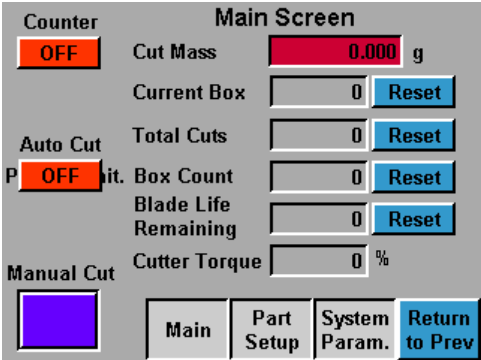 Main Screen
Counter
OFF
Cut Mass 0.000 g
Current Box 0 Reset
Auto Cut
Total Cuts 0 Reset
OFF
Box Count 0 Reset
Blade Life
Remaining 0 Reset
Cutter Torque 0 %
Manual Cut
Main
Part
Setup
System
Param.
Return
to Prev